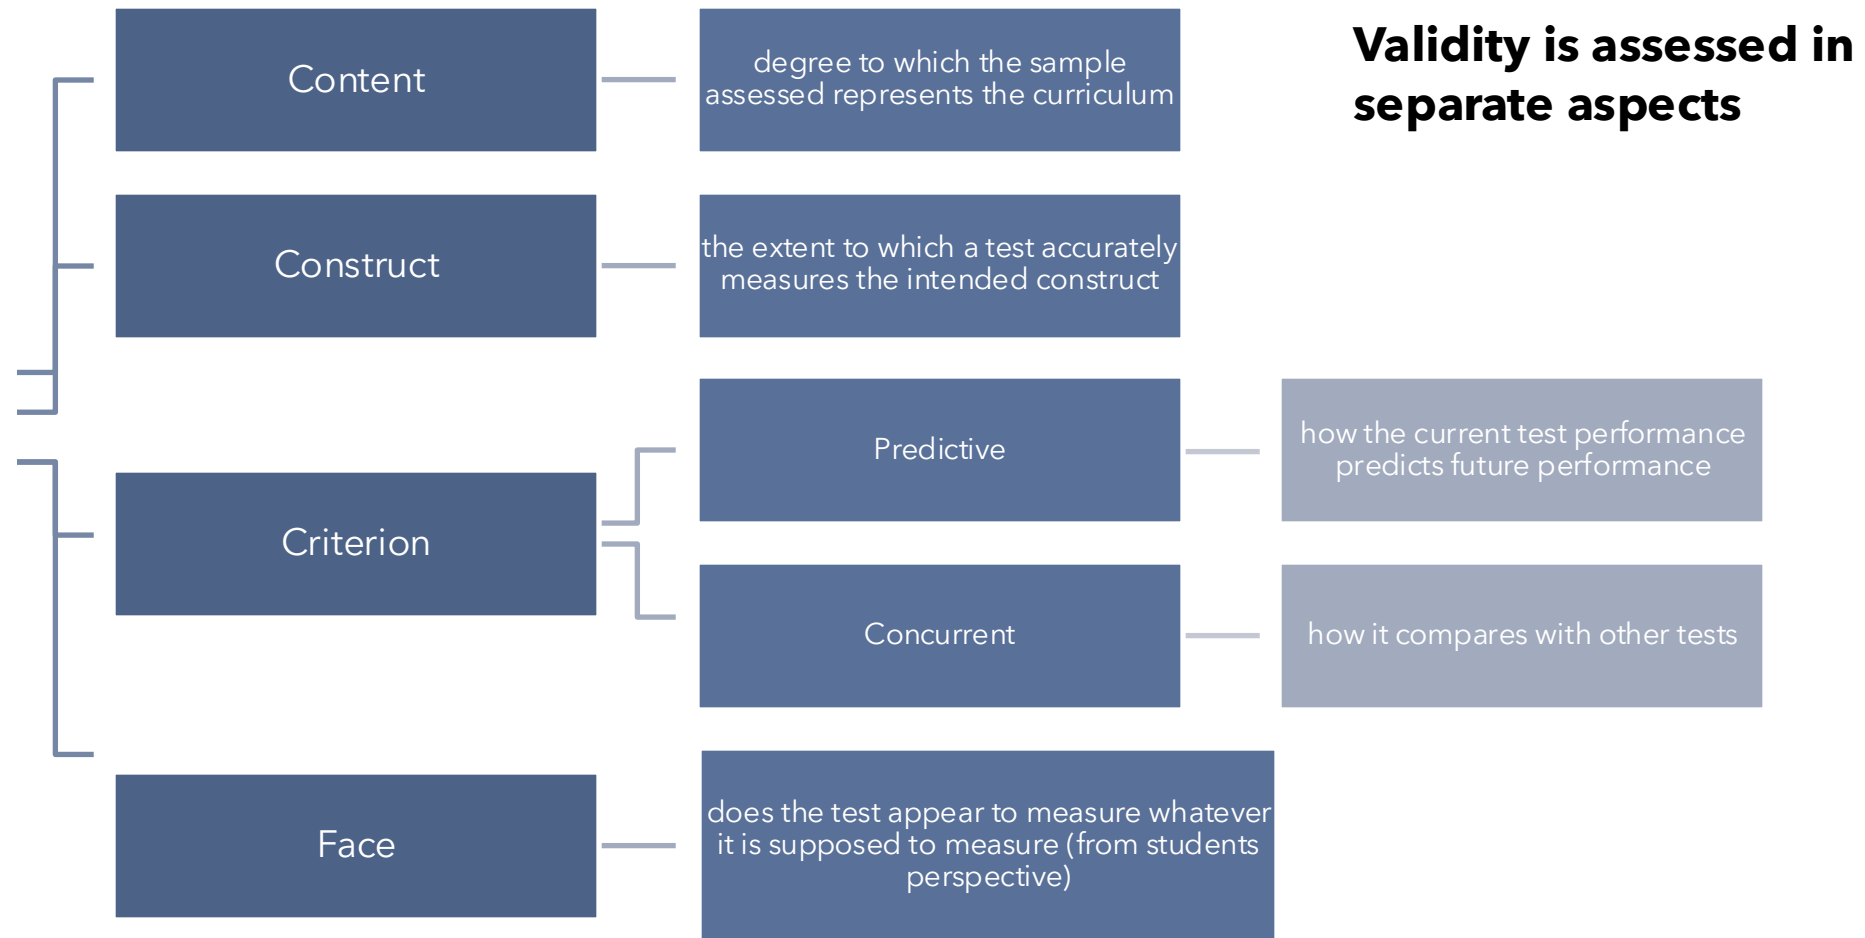 Validity is assessed in
separate aspects
Content
degree to which the sample
assessed represents the curriculum
Construct
the extent to which a test accurately
measures the intended construct
Criterion
Predictive
how the current test performance
predicts future performance
Concurrent
how it compares with other tests
Face
does the test appear to measure whatever
it is supposed to measure (from students
perspective)